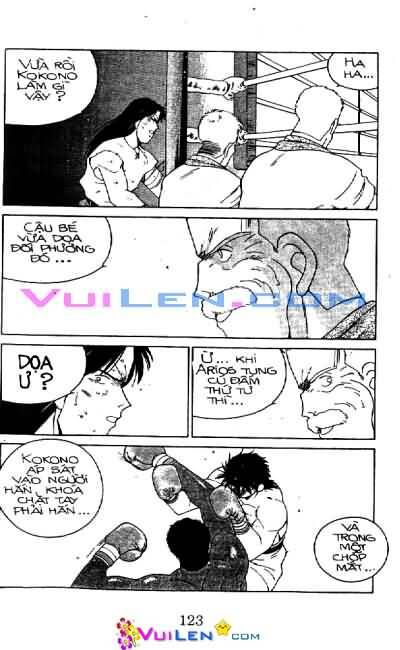 VỪA RỒI
KOKONO
LÀM GÌ
VẬY ?
HA
HA...
CẬU BÉ
VỪA DỌA
ĐỐI PHƯƠNG
ĐÓ ...
VUILEN.COM
DỌA
Ư ?
Ừ... KHI
ARIOS TUNG
CÚ ĐẤM
THỨ TƯ
THÌ...
KOKONO
ÁP SÁT
VÀO NGƯỜI
HẮN, KHÓA
CHẶT TAY
PHẢI HẮN...
VÀ
TRONG
MỘT
CHỚP
MẮT...
123
VUILEN.COM